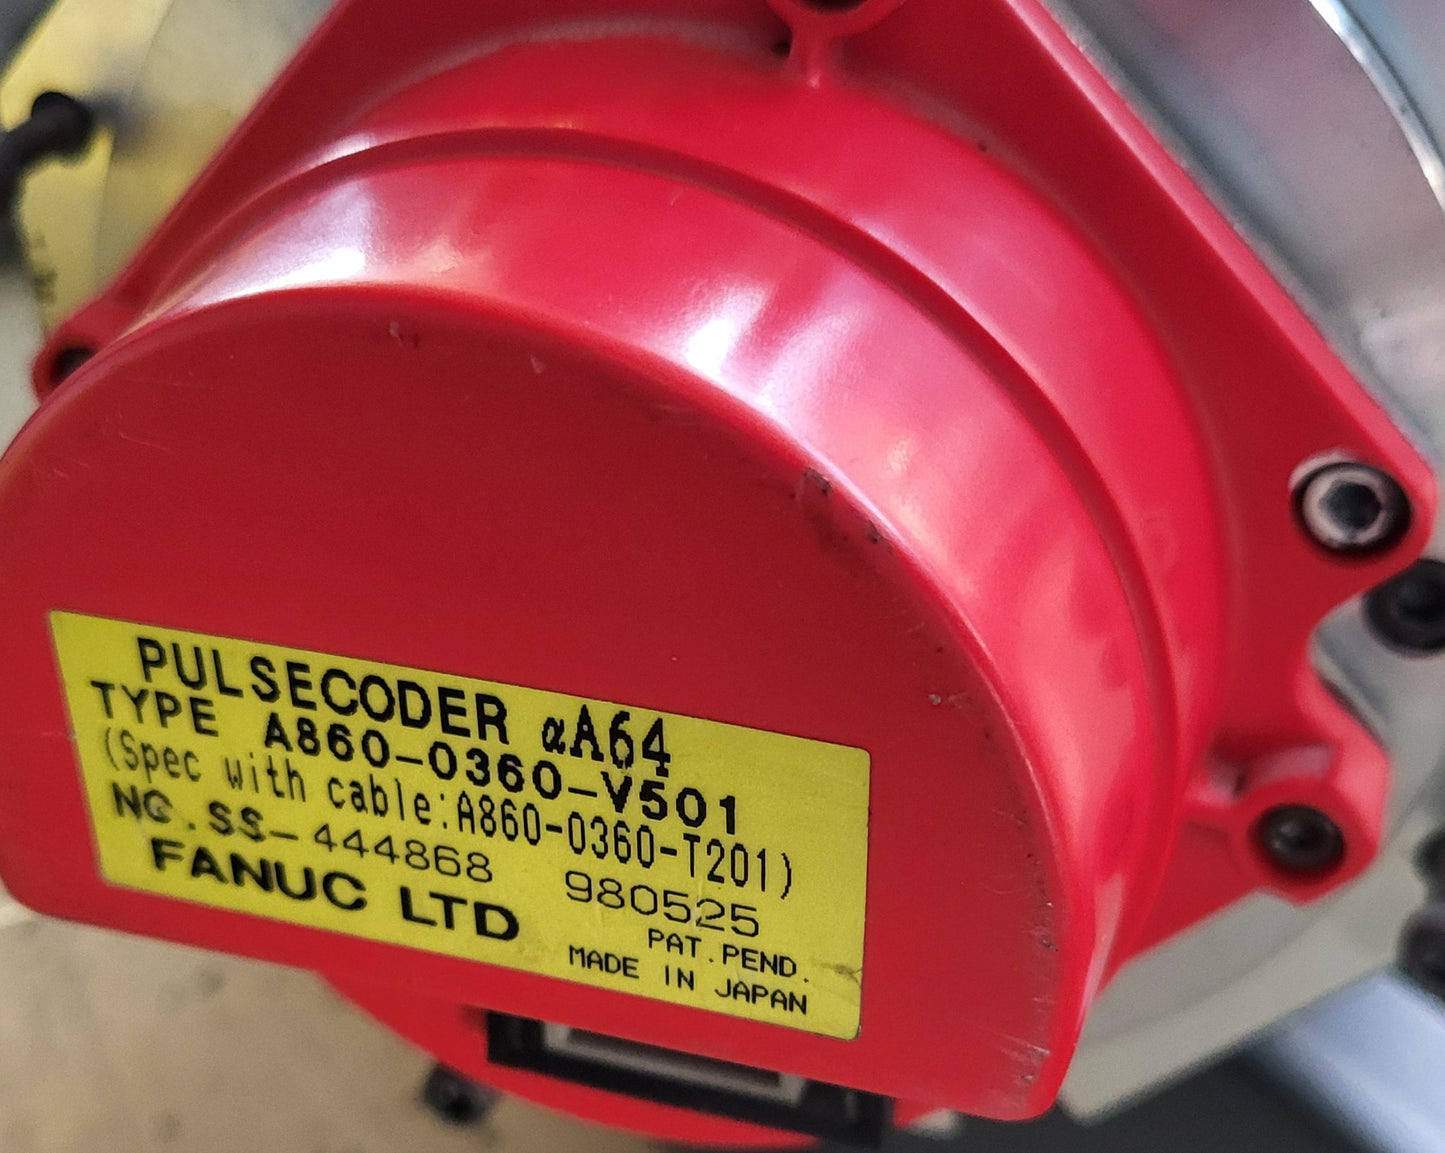 PULSECODER αA64
TYPE A860-0360-V501
(Spec with cable:A860-0360-T201)
NO.SS-444868 980525
FANUC LTD
PAT.PEND.
MADE IN JAPAN